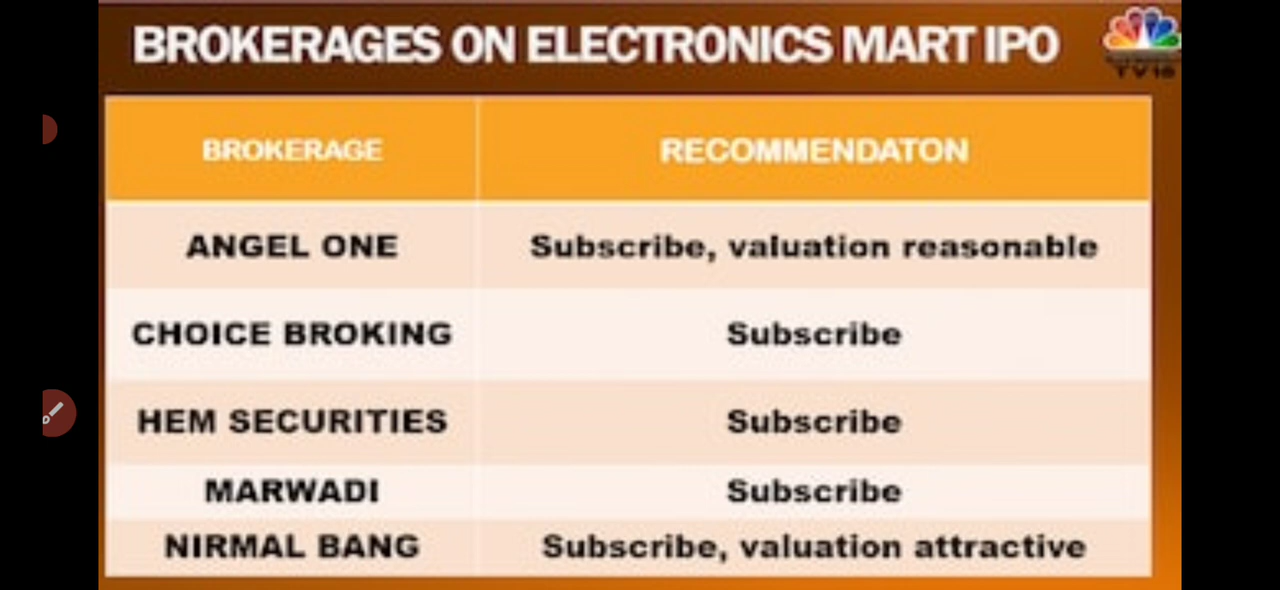 BROKERAGES ON ELECTRONICS MART IPO
TV18
BROKERAGE RECOMMENDATON
ANGEL ONE Subscribe, valuation reasonable
CHOICE BROKING Subscribe
HEM SECURITIES Subscribe
MARWADI Subscribe
NIRMAL BANG Subscribe, valuation attractive